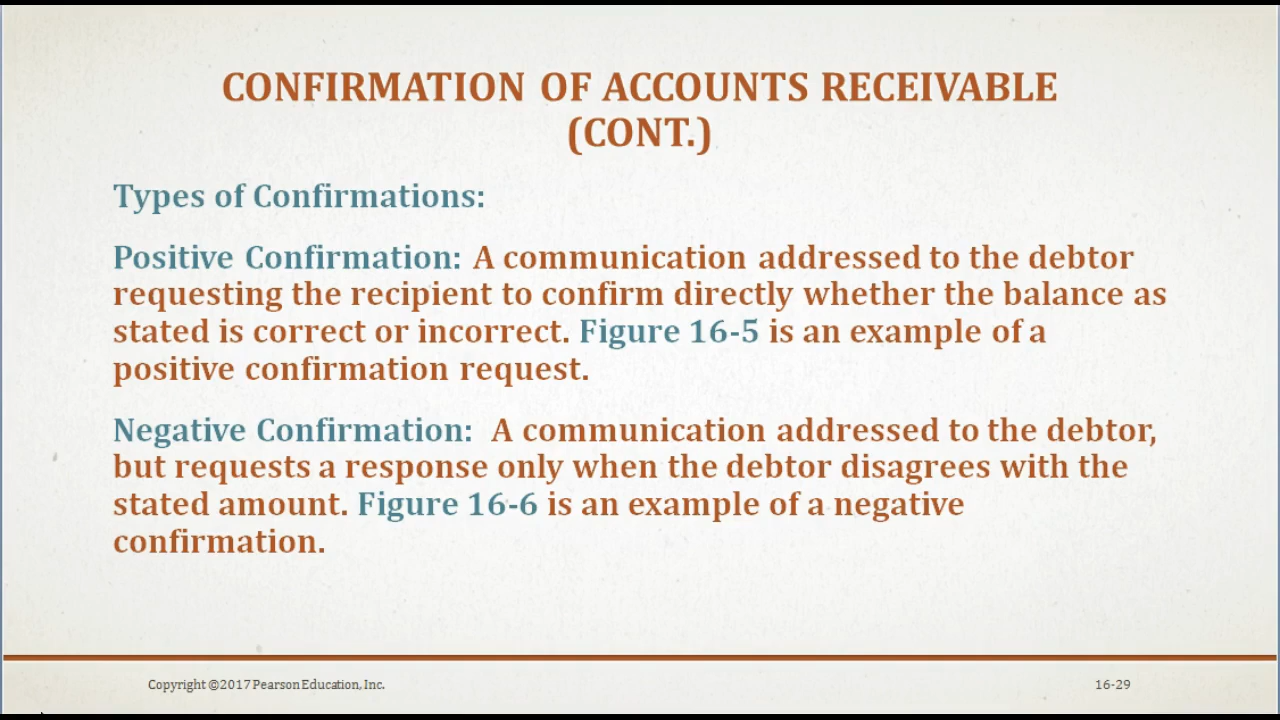 CONFIRMATION OF ACCOUNTS RECEIVABLE
(CONT.)
Types of Confirmations:
Positive Confirmation: A communication addressed to the debtor
requesting the recipient to confirm directly whether the balance as
stated is correct or incorrect. Figure 16-5 is an example of a
positive confirmation request.
Negative Confirmation: A communication addressed to the debtor,
but requests a response only when the debtor disagrees with the
stated amount. Figure 16-6 is an example of a negative
confirmation.
Copyright ©2017 Pearson Education, Inc.
16-29